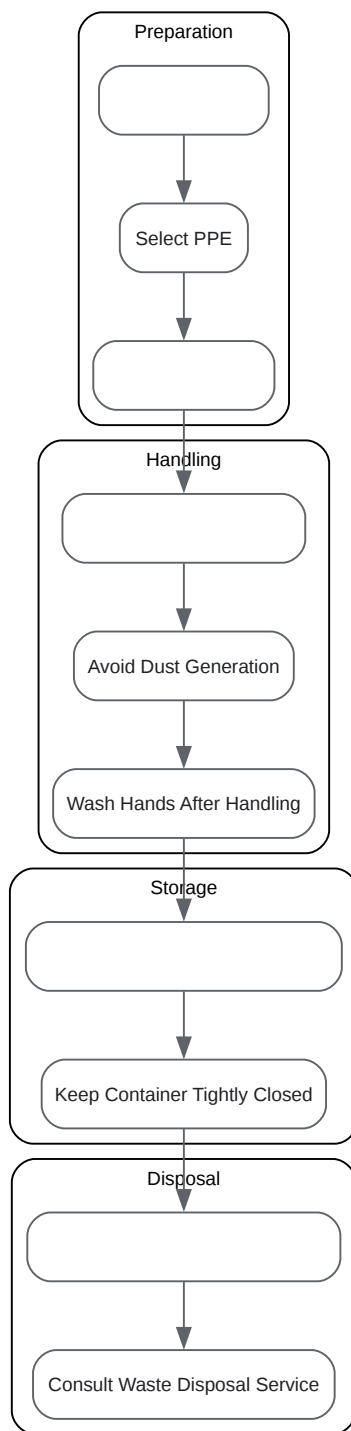 Preparation
Select PPE
Handling
Avoid Dust Generation
Wash Hands After Handling
Storage
Keep Container Tightly Closed
Disposal
Consult Waste Disposal Service